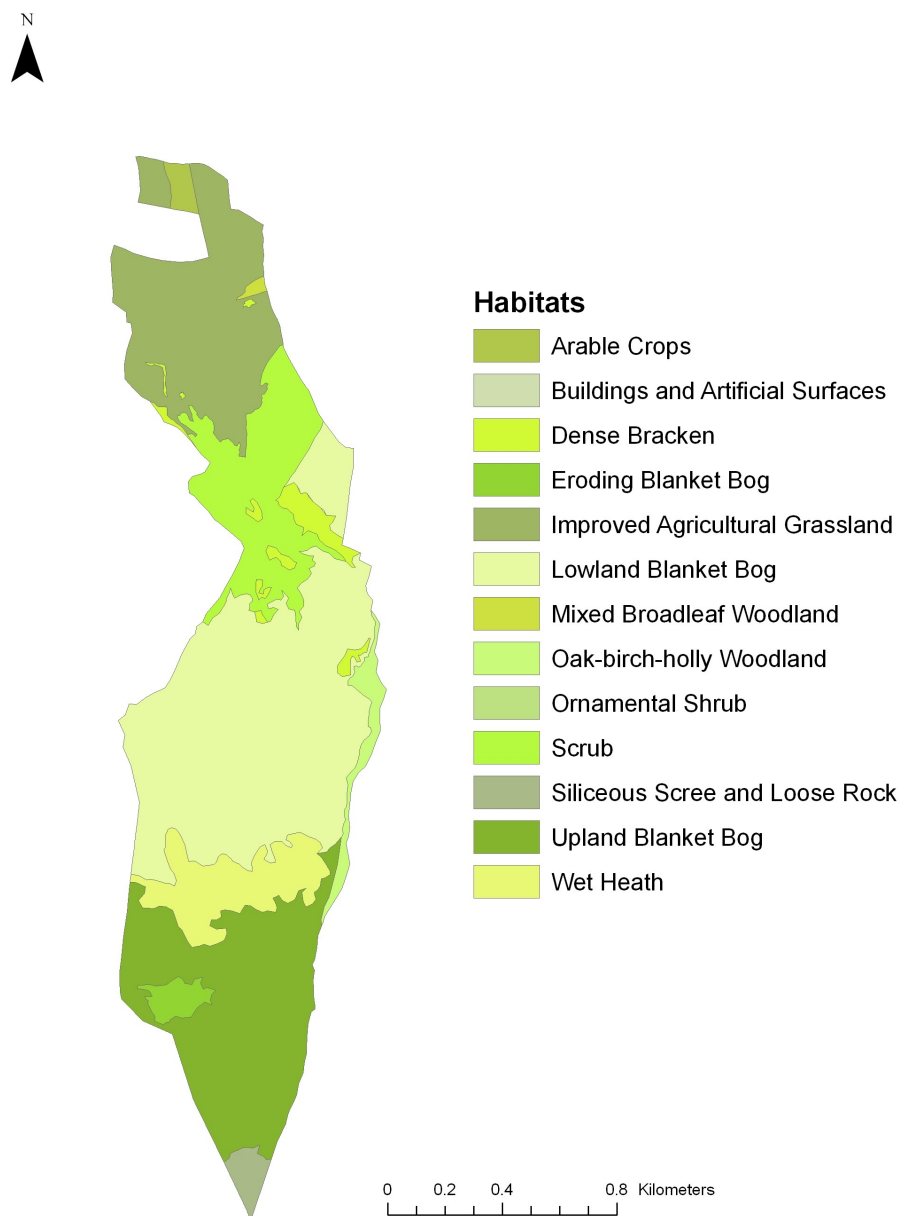 N
Habitats
Arable Crops
Buildings and Artificial Surfaces
Dense Bracken
Eroding Blanket Bog
Improved Agricultural Grassland
Lowland Blanket Bog
Mixed Broadleaf Woodland
Oak-birch-holly Woodland
Ornamental Shrub
Scrub
Siliceous Scree and Loose Rock
Upland Blanket Bog
Wet Heath
0 0.2 0.4 0.8 Kilometers